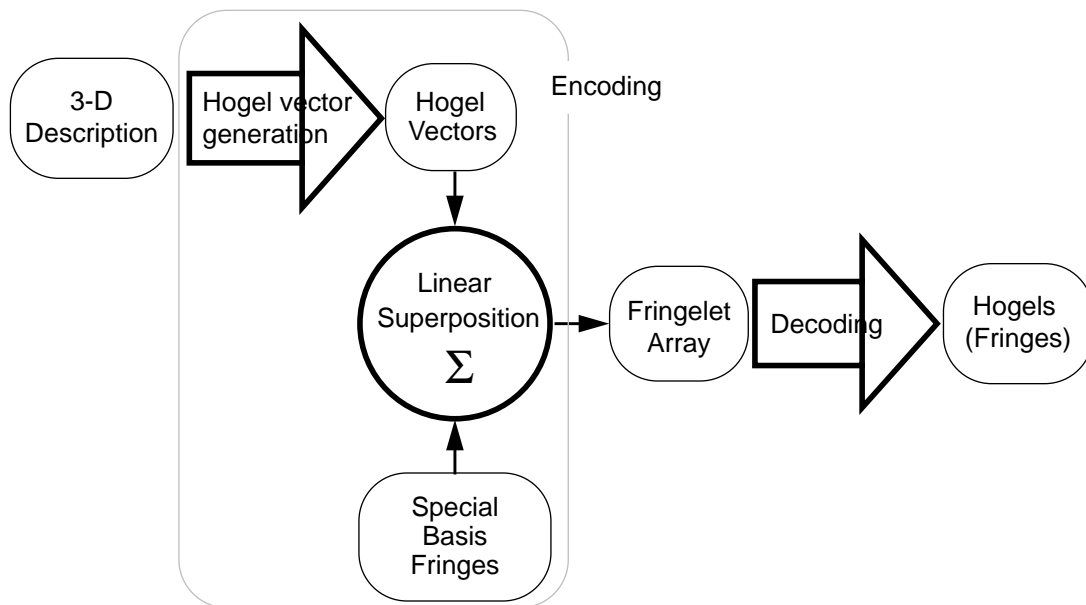 3-D
Description
Hogel vector
generation
Hogel
Vectors
Encoding
Linear
Superposition
Σ
Fringelet
Array
Decoding
Hogels
(Fringes)
Special
Basis
Fringes